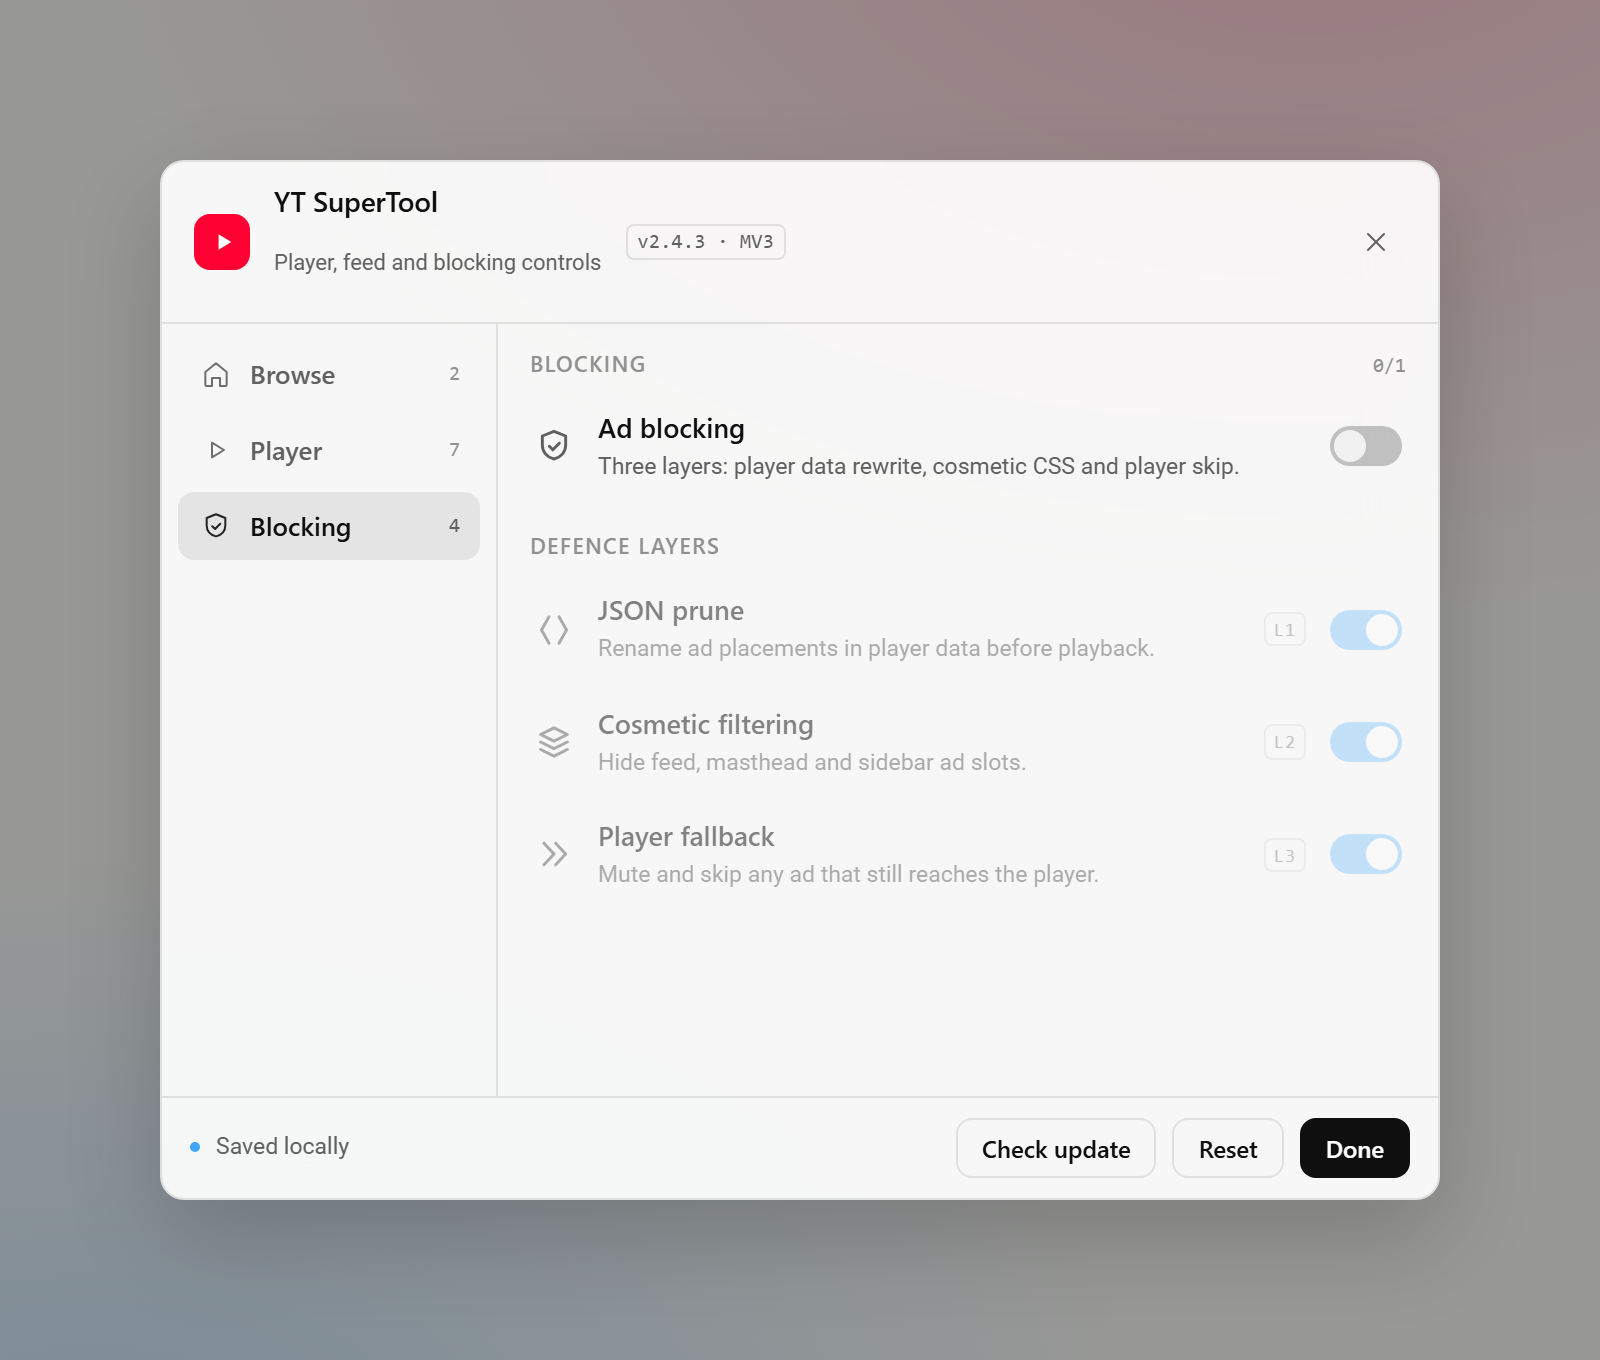 YT SuperTool
Player, feed and blocking controls
v2.4.3 · MV3
Browse 2
Player 7
Blocking 4
BLOCKING 0/1
Ad blocking
Three layers: player data rewrite, cosmetic CSS and player skip.
DEFENCE LAYERS
JSON prune
Rename ad placements in player data before playback.
L1
Cosmetic filtering
Hide feed, masthead and sidebar ad slots.
L2
Player fallback
Mute and skip any ad that still reaches the player.
L3
Saved locally
Check update
Reset
Done